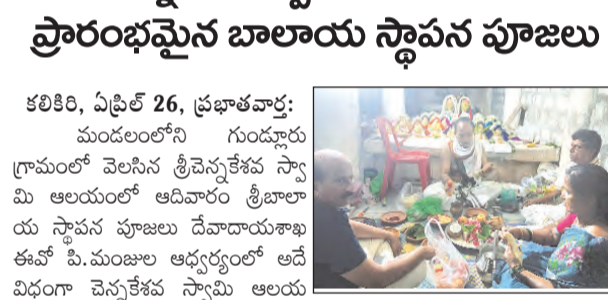 ప్రారంభమైన బాలాయ స్థాపన పూజలు
కలికిరి, ఏప్రిల్ 26, ప్రభాతవార్త:
మండలంలోని గుండ్లూరు
గ్రామంలో వెలసిన శ్రీచెన్నకేశవ స్వా
మి ఆలయంలో ఆదివారం శ్రీబాలా
య స్థాపన పూజలు దేవాదాయశాఖ
ఈవో పి.మంజుల ఆధ్వర్యంలో అదే
విధంగా చెన్నకేశవ స్వామి ఆలయ